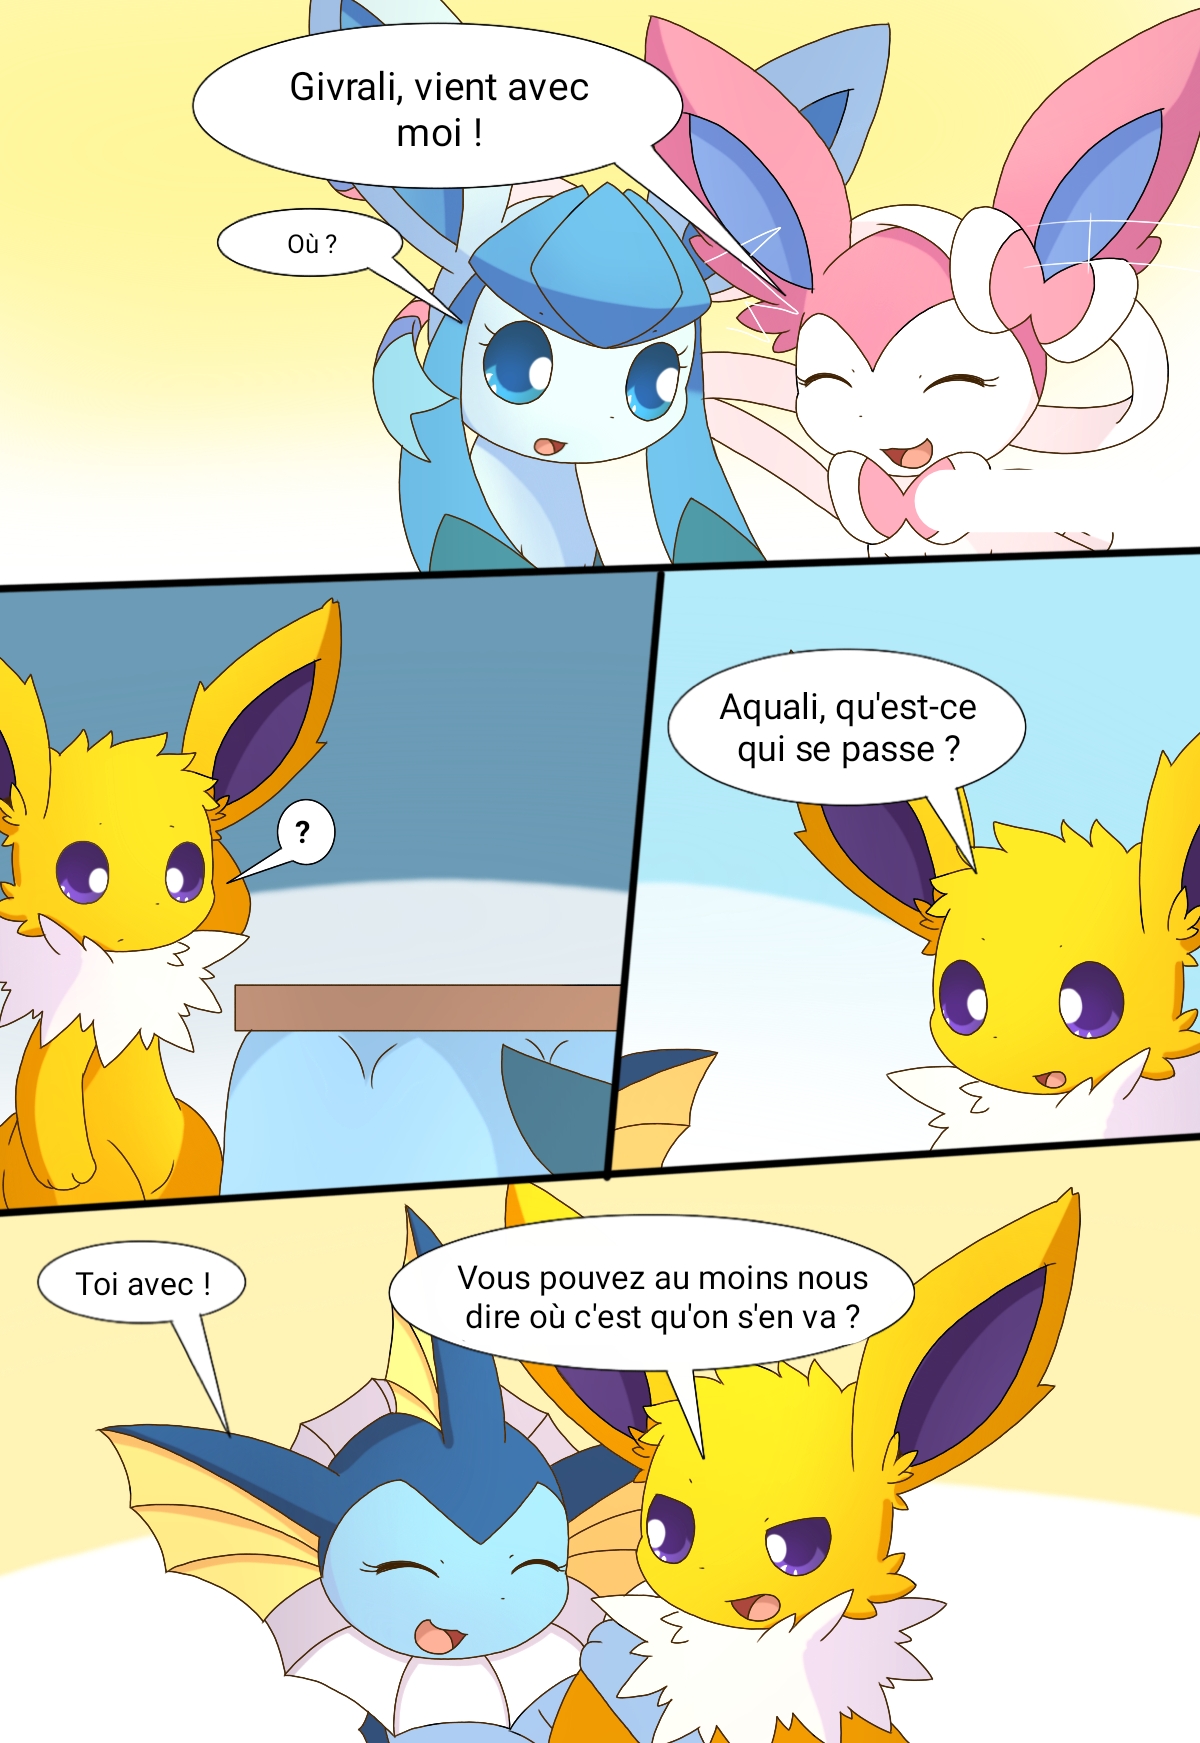 Givrali, vient avec
moi !
Où ?
?
Aquali, qu'est-ce
qui se passe ?
Toi avec !
Vous pouvez au moins nous
dire où c'est qu'on s'en va ?